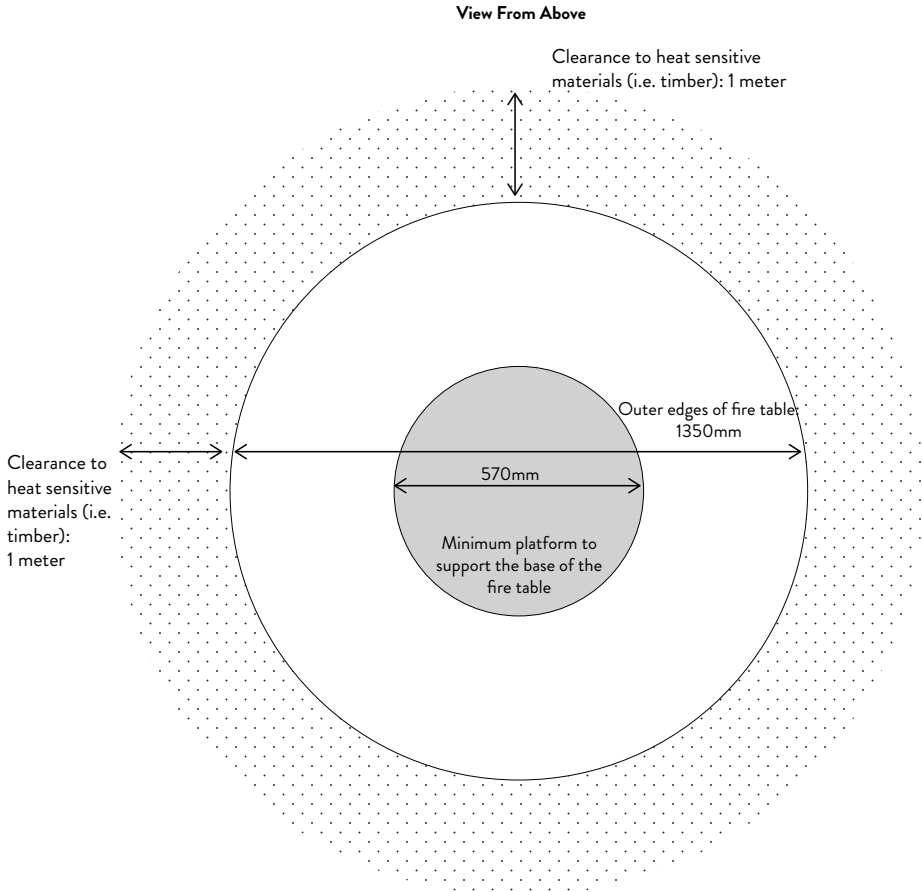 View From Above
Clearance to heat sensitive
materials (i.e. timber): 1 meter
Outer edges of fire table:
1350mm
570mm
Clearance to
heat sensitive
materials (i.e.
timber):
1 meter
Minimum platform to
support the base of the
fire table